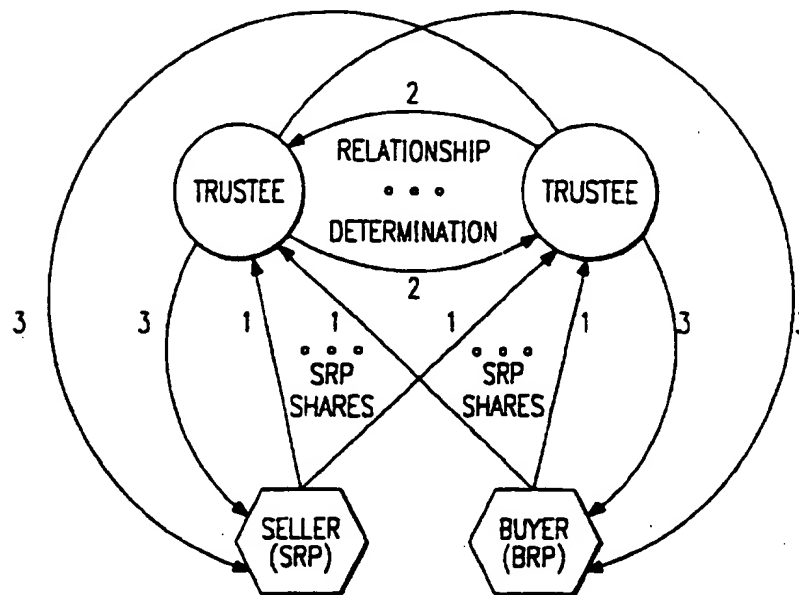 2
RELATIONSHIP
TRUSTEE
TRUSTEE
DETERMINATION
2
3
3
1
1
1
1
3
3
SRP
SHARES
SRP
SHARES
SELLER
(SRP)
BUYER
(BRP)